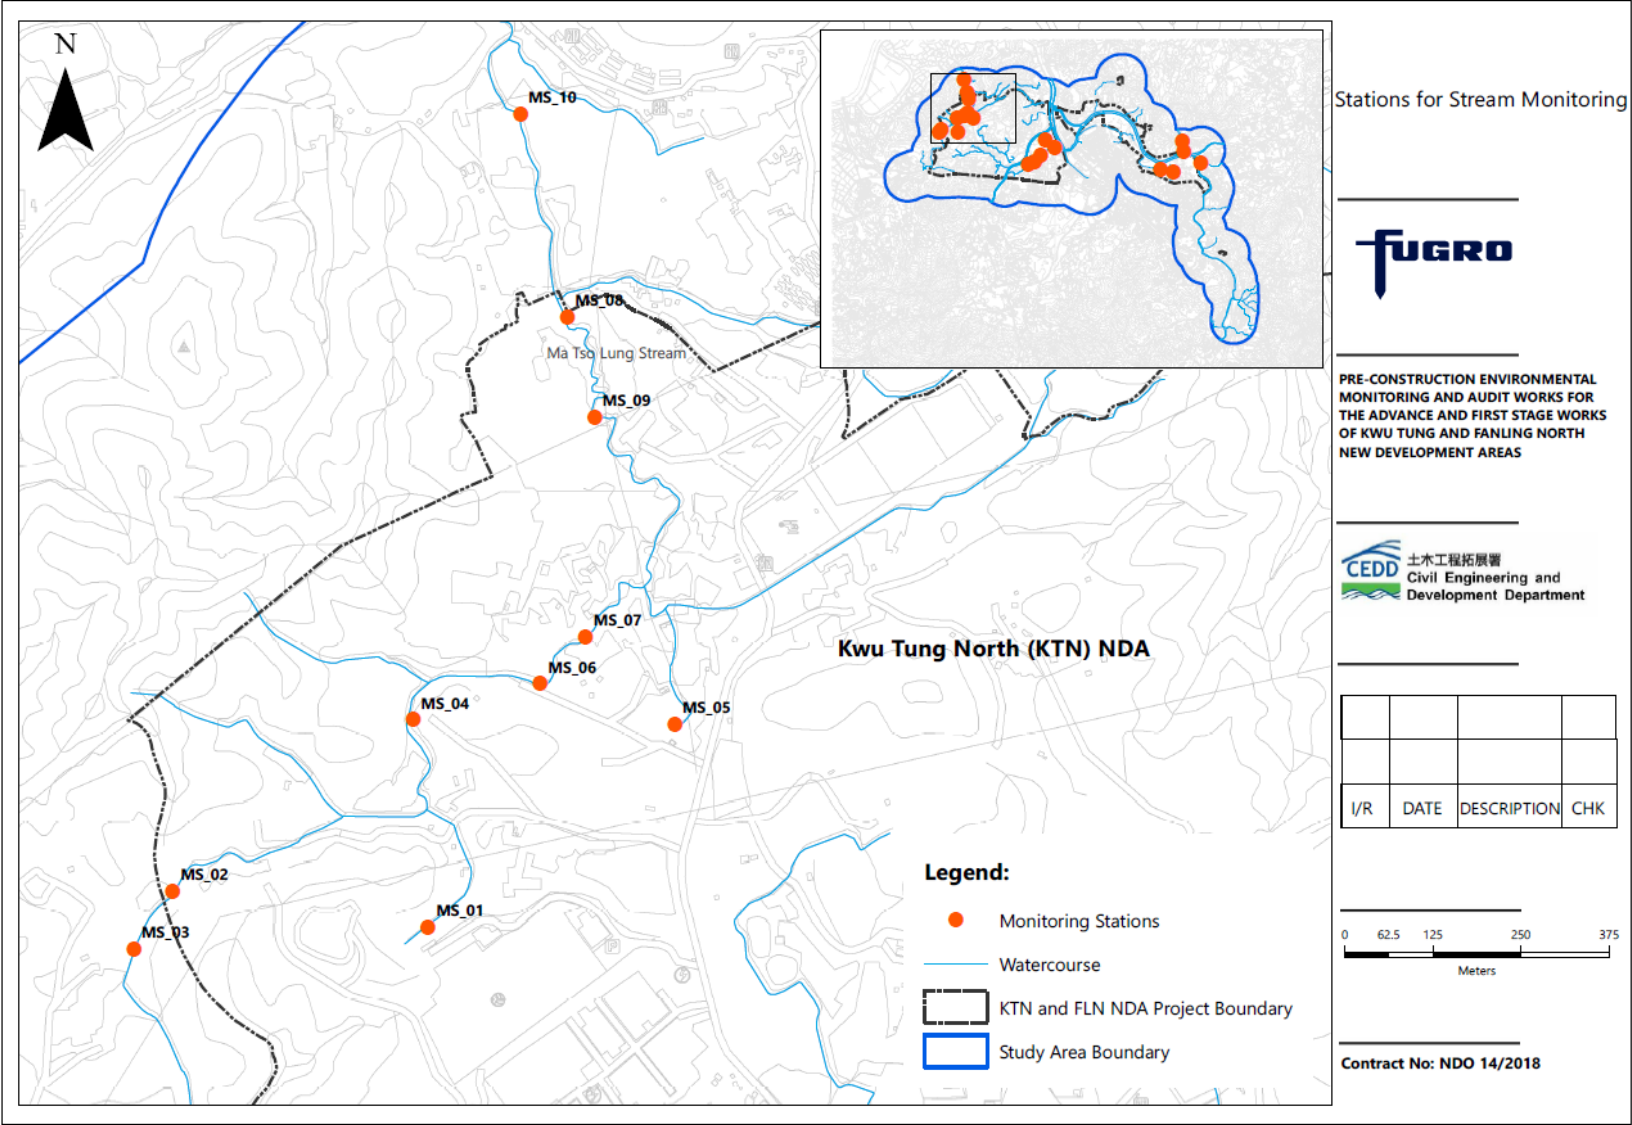 N
MS_10
MS_08
Ma Tso Lung Stream
MS_09
MS_07
MS_06
MS_05
MS_04
MS_02
MS_01
MS_03
Kwu Tung North (KTN) NDA
Legend:
Monitoring Stations
Watercourse
KTN and FLN NDA Project Boundary
Study Area Boundary
Stations for Stream Monitoring
FUGRO
PRE-CONSTRUCTION ENVIRONMENTAL
MONITORING AND AUDIT WORKS FOR
THE ADVANCE AND FIRST STAGE WORKS
OF KWU TUNG AND FANLING NORTH
NEW DEVELOPMENT AREAS
CEDD
土木工程拓展署
Civil Engineering and
Development Department
I/R DATE DESCRIPTION CHK
0 62.5 125 250 375
Meters
Contract No: NDO 14/2018